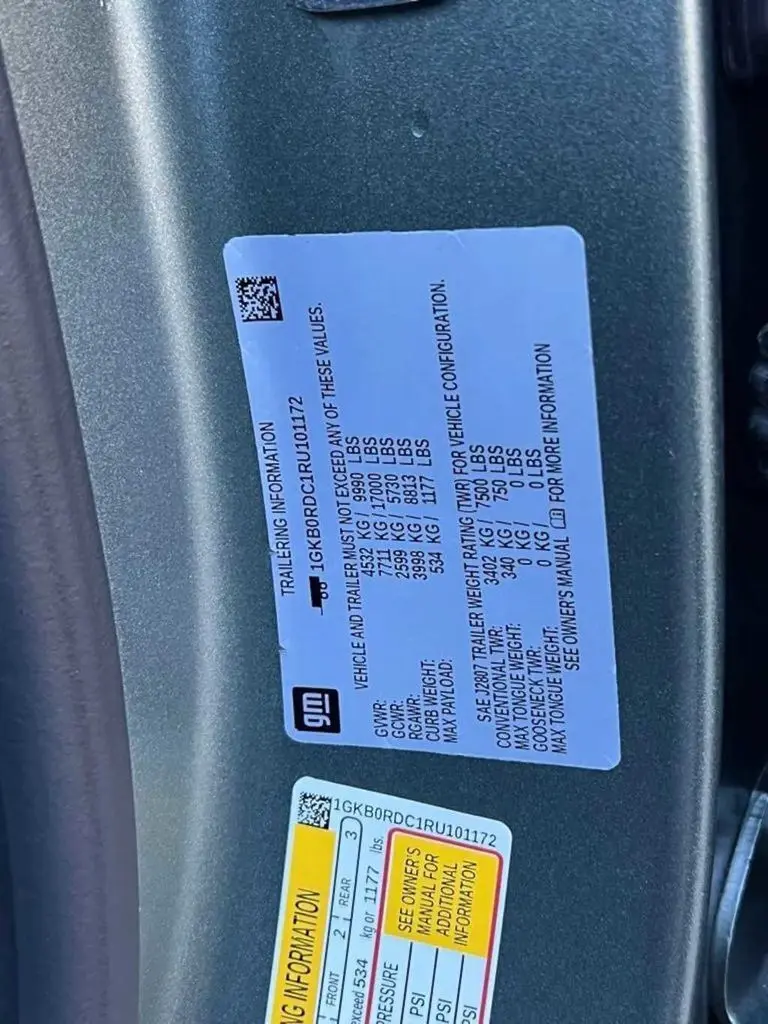 gm
TRAILERING INFORMATION
1GKB0RDC1RU101172
VEHICLE AND TRAILER MUST NOT EXCEED ANY OF THESE VALUES.
GVWR: 4532 KG / 9990 LBS
GCWR: 7711 KG / 17000 LBS
RGAWR: 2599 KG / 5730 LBS
CURB WEIGHT: 3998 KG / 8813 LBS
MAX PAYLOAD: 534 KG / 1177 LBS
SAE J2807 TRAILER WEIGHT RATING (TWR) FOR VEHICLE CONFIGURATION.
CONVENTIONAL TWR: 3402 KG / 7500 LBS
MAX TONGUE WEIGHT: 340 KG / 750 LBS
GOOSENECK TWR: 0 KG / 0 LBS
MAX TONGUE WEIGHT: 0 KG / 0 LBS
SEE OWNER'S MANUAL FOR MORE INFORMATION
NG INFORMATION
FRONT 2 REAR 3
exceed 534 kg or 1177 lbs.
PRESSURE
PSI
PSI
PSI
SEE OWNER'S
MANUAL FOR
ADDITIONAL
INFORMATION
1GKB0RDC1RU101172